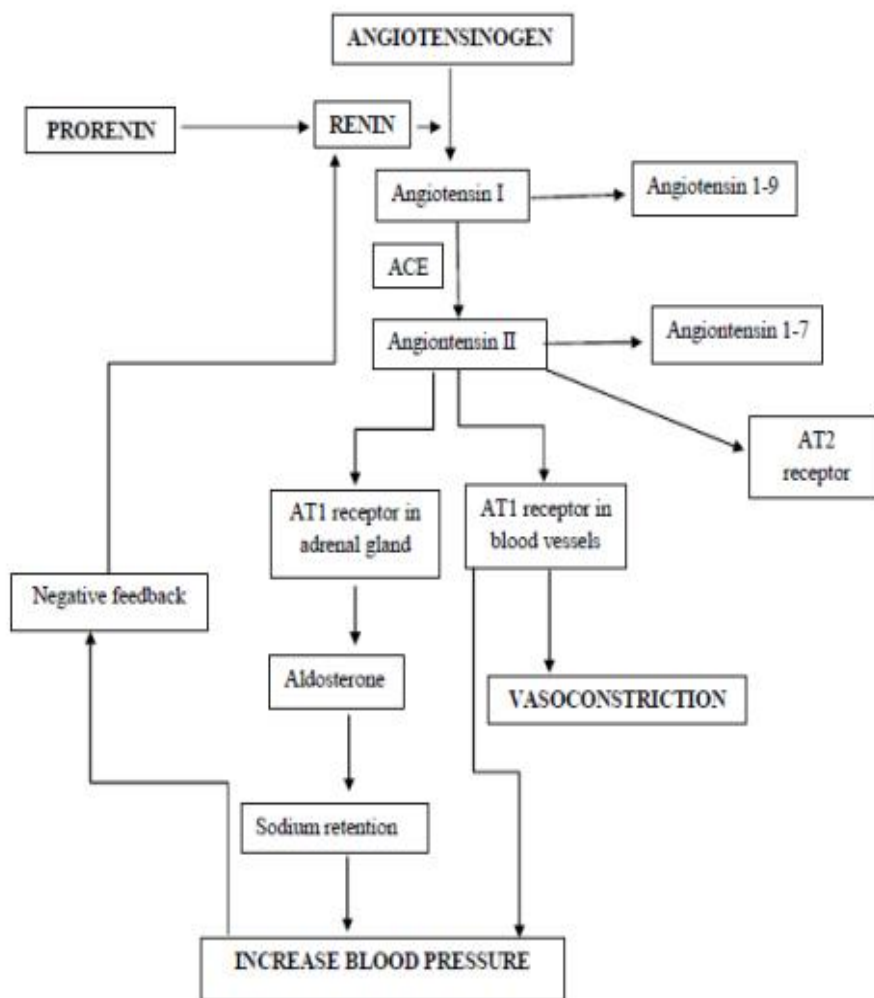 ANGIOTENSINOGEN
PRORENIN
RENIN
Angiotensin I
Angiotensin 1-9
ACE
Angiontensin II
Angiontensin 1-7
AT2
receptor
AT1 receptor in
adrenal gland
AT1 receptor in
blood vessels
Negative feedback
Aldosterone
VASOCONSTRICTION
Sodium retention
INCREASE BLOOD PRESSURE